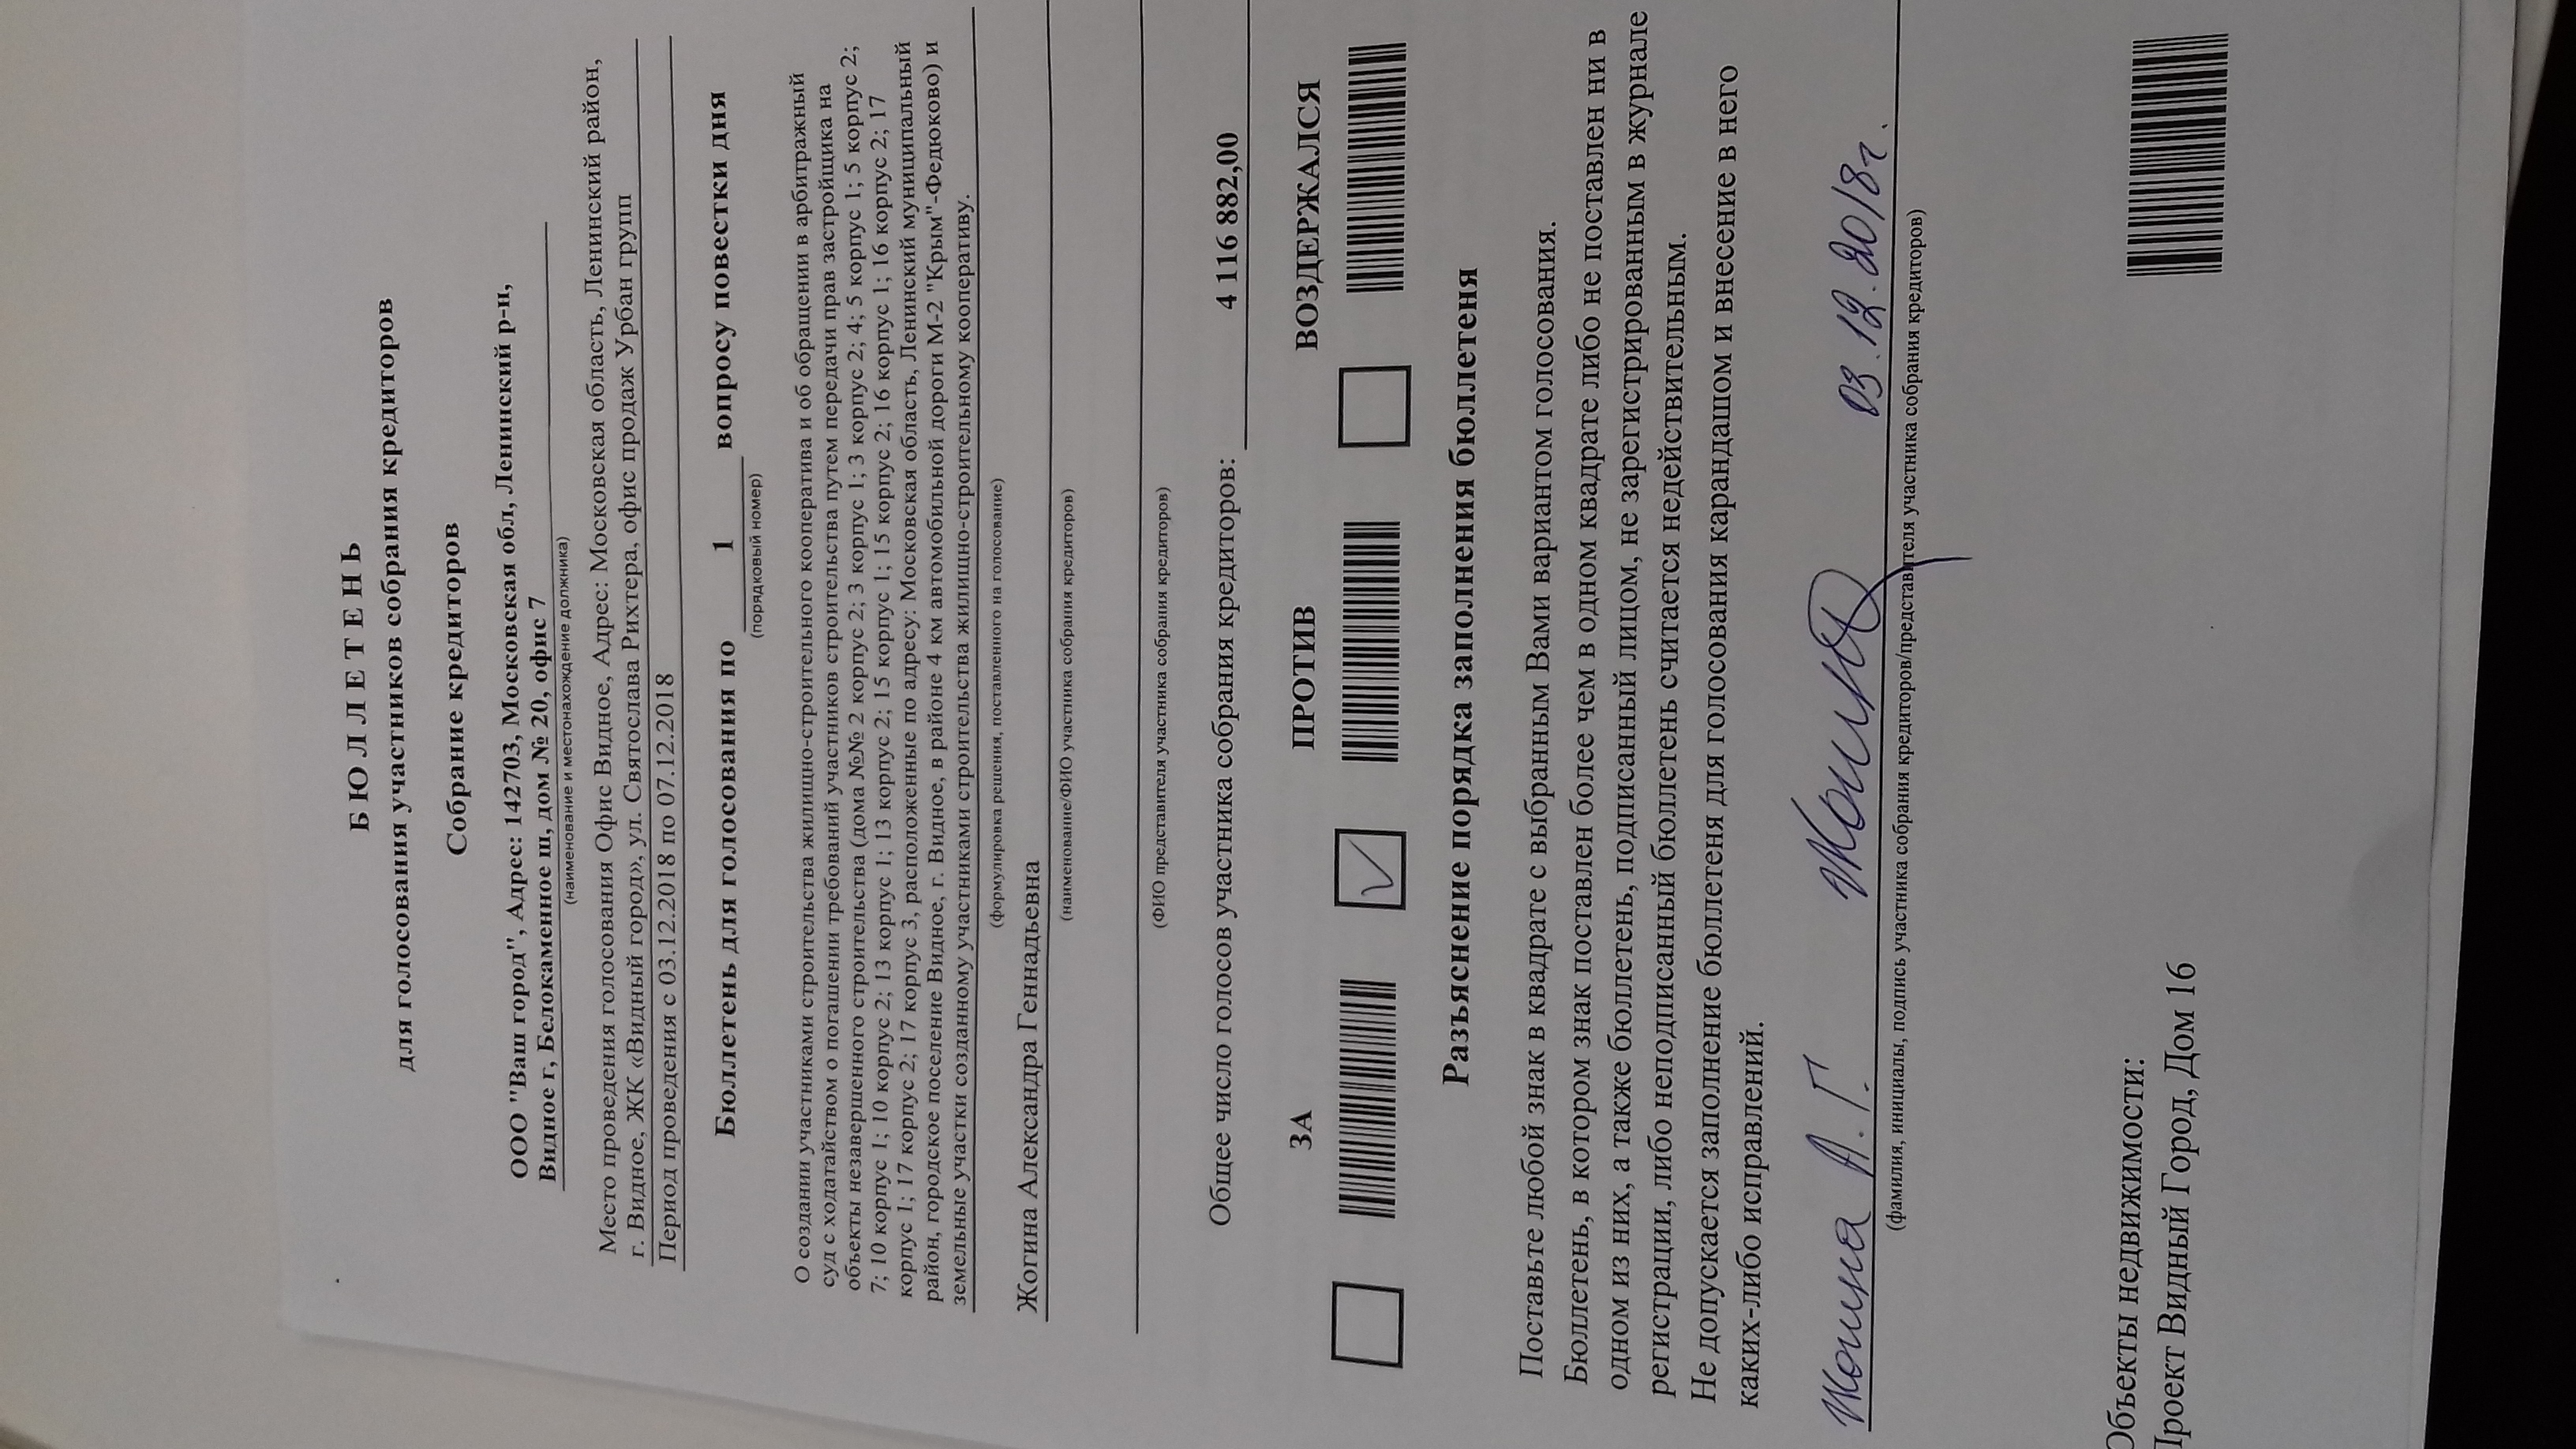 БЮЛЛЕТЕНЬ
для голосования участников собрания кредиторов
Собрание кредиторов
ООО "Ваш город", Адрес: 142703, Московская обл, Ленинский р-н,
Видное г, Белокаменное ш, дом № 20, офис 7
(наименование и местонахождение должника)
Место проведения голосования Офис Видное, Адрес: Московская область, Ленинский район,
г. Видное, ЖК «Видный город», ул. Святослава Рихтера, офис продаж Урбан групп
Период проведения с 03.12.2018 по 07.12.2018
Бюллетень для голосования по 1 вопросу повестки дня
(порядковый номер)
О создании участниками строительства жилищно-строительного кооператива и об обращении в арбитражный
суд с ходатайством о погашении требований участников строительства путем передачи прав застройщика на
объекты незавершенного строительства (дома №№ 2 корпус 2; 3 корпус 1; 3 корпус 2; 4; 5 корпус 1; 5 корпус 2;
7; 10 корпус 1; 10 корпус 2; 13 корпус 1; 13 корпус 2; 15 корпус 1; 15 корпус 2; 16 корпус 1; 16 корпус 2; 17
корпус 1; 17 корпус 2; 17 корпус 3, расположенные по адресу: Московская область, Ленинский муниципальный
район, городское поселение Видное, г. Видное, в районе 4 км автомобильной дороги М-2 "Крым"-Федюково) и
земельные участки созданному участниками строительства жилищно-строительному кооперативу.
(формулировка решения, поставленного на голосование)
Жогина Александра Геннадьевна
(наименование/ФИО участника собрания кредиторов)
(ФИО представителя участника собрания кредиторов)
Общее число голосов участника собрания кредиторов: 4 116 882,00
ЗА ПРОТИВ ВОЗДЕРЖАЛСЯ
Разъяснение порядка заполнения бюллетеня
Поставьте любой знак в квадрате с выбранным Вами вариантом голосования.
Бюллетень, в котором знак поставлен более чем в одном квадрате либо не поставлен ни в
одном из них, а также бюллетень, подписанный лицом, не зарегистрированным в журнале
регистрации, либо неподписанный бюллетень считается недействительным.
Не допускается заполнение бюллетеня для голосования карандашом и внесение в него
каких-либо исправлений.
Жогина А. Г. Жогина 03.12.2018г.
(фамилия, инициалы, подпись участника собрания кредиторов/представителя участника собрания кредиторов)
Объекты недвижимости:
Проект Видный Город, Дом 16